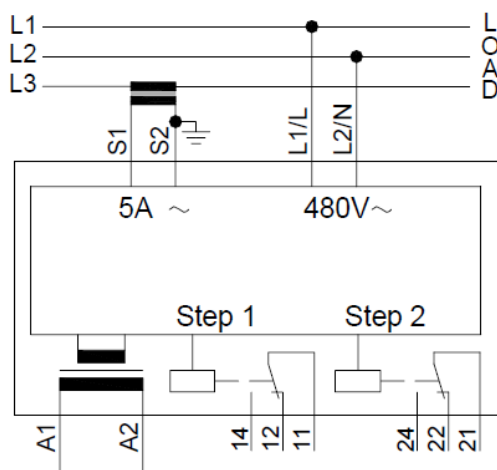 L1
L2
L3
L
O
A
D
S1
S2
L1/L
L2/N
5A ~
480V~
Step 1
Step 2
A1
A2
14
12
11
24
22
21